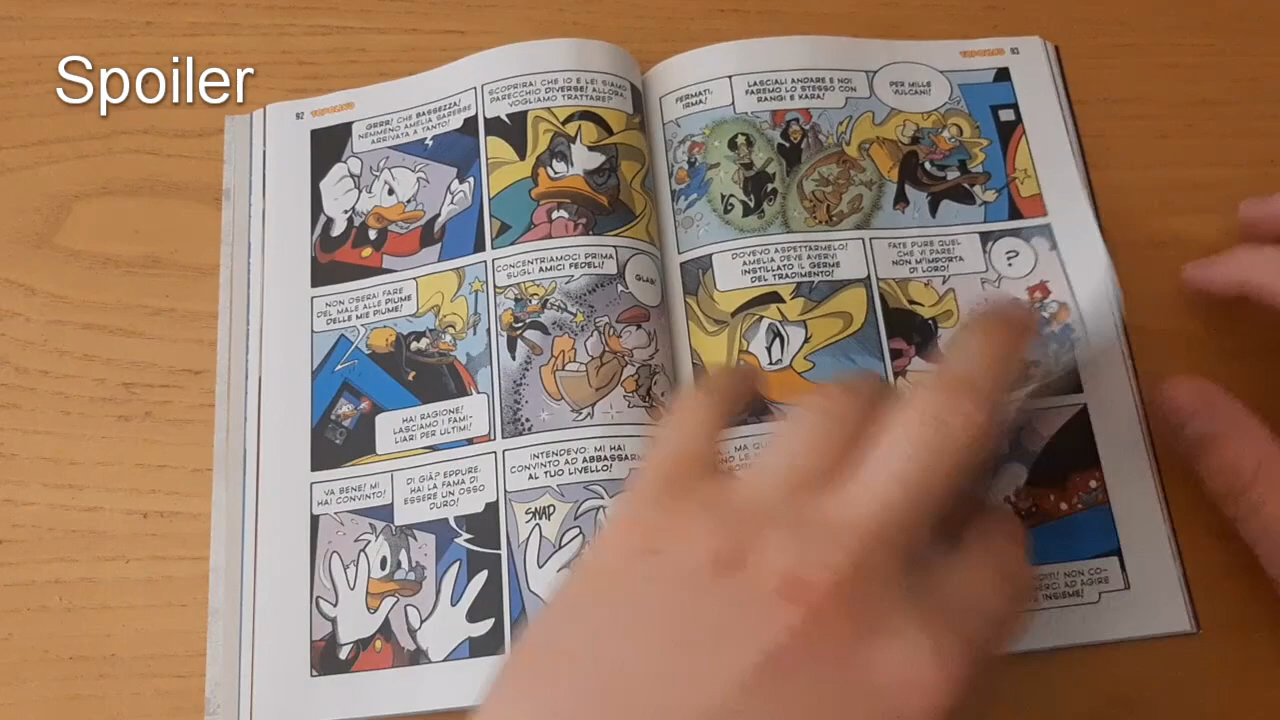 Spoiler
92 TOPOLINO
GRRR! CHE BASSEZZA!
NEMMENO AMELIA SAREBBE
ARRIVATA A TANTO!
SCOPRIRAI CHE IO E LEI SIAMO
PARECCHIO DIVERSE! ALLORA,
VOGLIAMO TRATTARE?
NON OSERAI FARE
DEL MALE ALLE PIUME
DELLE MIE PIUME!
HAI RAGIONE!
LASCIAMO I FAMI-
LIARI PER ULTIMI!
CONCENTRIAMOCI PRIMA
SUGLI AMICI FEDELI!
GLAB!
VA BENE! MI
HAI CONVINTO!
DI GIÀ? EPPURE,
HAI LA FAMA DI
ESSERE UN OSSO
DURO!
INTENDEVO: MI HAI
CONVINTO AD
AL TUO LIVELLO!
SNAP
TOPOLINO 93
FERMATI,
IRMA!
LASCIALI ANDARE E NOI
FAREMO LO STESSO CON
RANGI E KARA!
PER MILLE
VULCANI!
DOVEVO ASPETTARMELO!
AMELIA DEVE AVERVI
INSTILLATO IL GERME
DEL TRADIMENTO!
FATE PURE QUEL
CHE VI PARE!
NON M'IMPORTA
DI LORO!
?
MA
NON CO-
AD AGIRE
INSIEME!